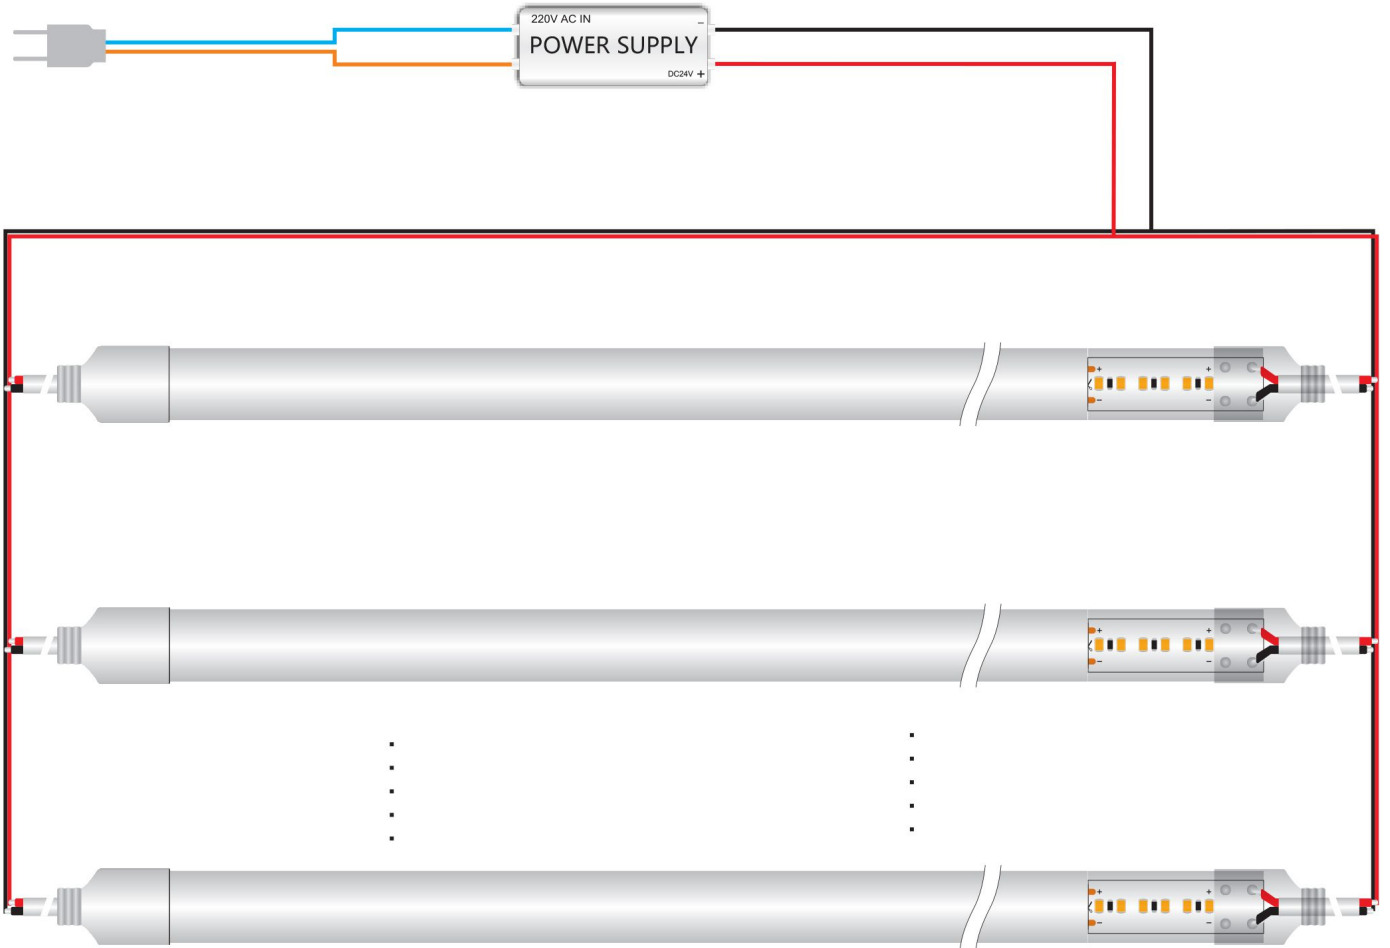 220V AC IN
−
POWER SUPPLY
DC24V +
+ +
− −
+ +
− −
+ +
− −